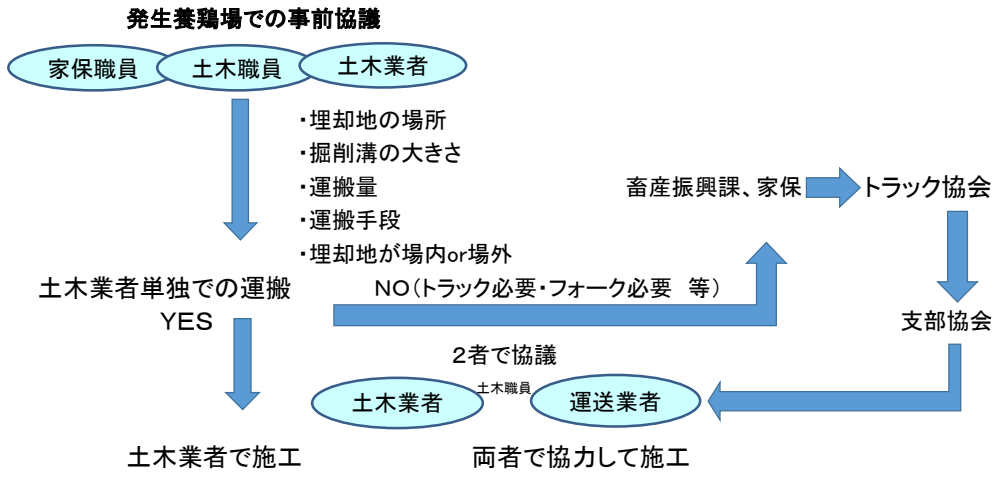 発生養鶏場での事前協議
家保職員
土木職員
土木業者
・埋却地の場所
・掘削溝の大きさ
・運搬量
・運搬手段
・埋却地が場内or場外
畜産振興課、家保
トラック協会
土木業者単独での運搬
YES
NO(トラック必要・フォーク必要　等)
支部協会
２者で協議
土木業者
土木職員
運送業者
土木業者で施工
両者で協力して施工